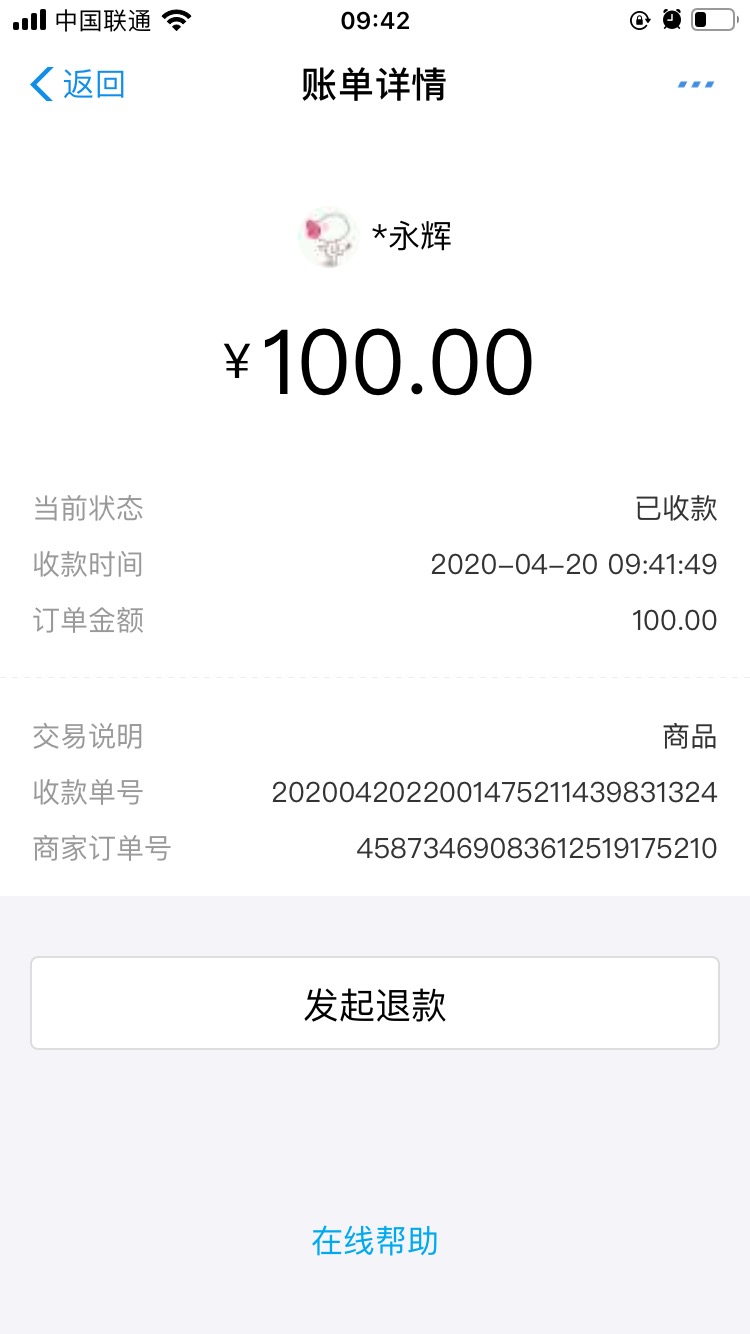 中国联通 09:42
返回 账单详情
*永辉
¥100.00
当前状态 已收款
收款时间 2020-04-20 09:41:49
订单金额 100.00
交易说明 商品
收款单号 2020042022001475211439831324
商家订单号 45873469083612519175210
发起退款
在线帮助